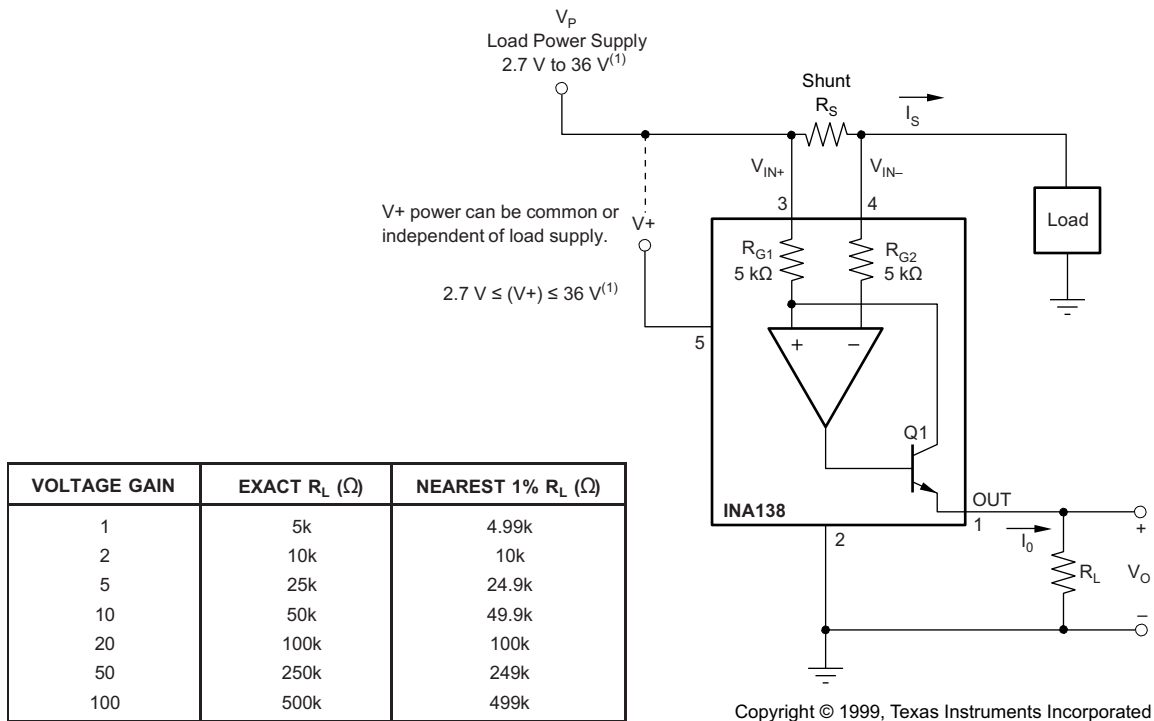 V_P
Load Power Supply
2.7 V to 36 V(1)
Shunt
R_S
I_S
V_IN+
V_IN–
3
4
Load
V+ power can be common or
independent of load supply.
V+
R_G1
5 kΩ
R_G2
5 kΩ
2.7 V ≤ (V+) ≤ 36 V(1)
5
+
–
Q1
INA138
OUT
1
2
I_0
+
R_L
V_O
–
VOLTAGE GAIN EXACT R_L (Ω) NEAREST 1% R_L (Ω)
1 5k 4.99k
2 10k 10k
5 25k 24.9k
10 50k 49.9k
20 100k 100k
50 250k 249k
100 500k 499k
Copyright © 1999, Texas Instruments Incorporated